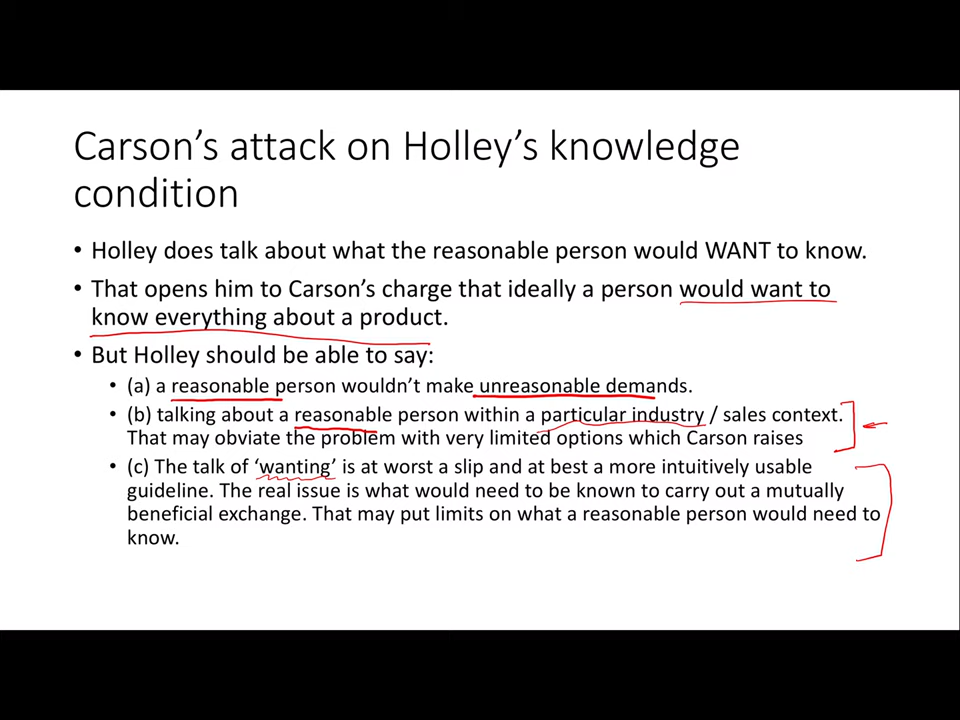 Carson’s attack on Holley’s knowledge
condition
• Holley does talk about what the reasonable person would WANT to know.
• That opens him to Carson’s charge that ideally a person would want to
know everything about a product.
• But Holley should be able to say:
• (a) a reasonable person wouldn’t make unreasonable demands.
• (b) talking about a reasonable person within a particular industry / sales context.
That may obviate the problem with very limited options which Carson raises
• (c) The talk of ‘wanting’ is at worst a slip and at best a more intuitively usable
guideline. The real issue is what would need to be known to carry out a mutually
beneficial exchange. That may put limits on what a reasonable person would need to
know.